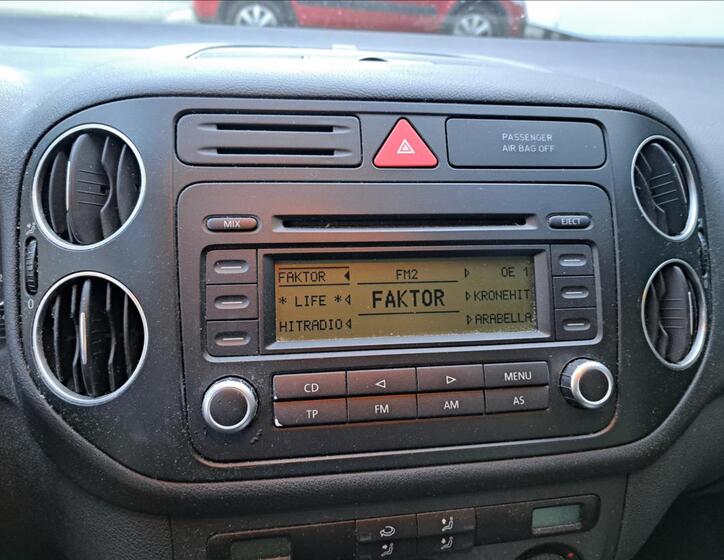 PASSENGER
AIR BAG OFF
MIX
EJECT
FAKTOR FM2 OE 1
* LIFE * FAKTOR KRONEHIT
HITRADIO ARABELLA
CD MENU
TP FM AM AS
0